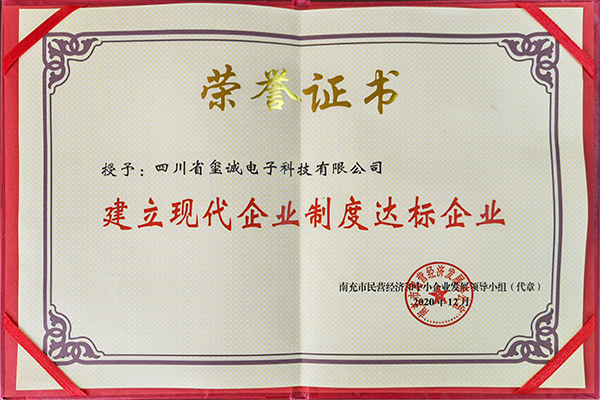 荣誉证书
授予：四川省玺诚电子科技有限公司
建立现代企业制度达标企业
南充市民营经济和中小企业发展领导小组（代章）
2020年12月